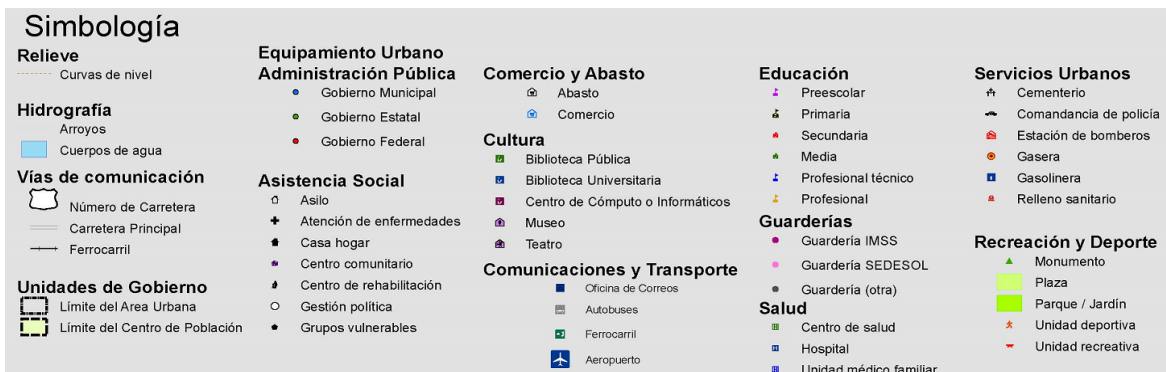 Simbología
Relieve
Curvas de nivel
Hidrografía
Arroyos
Cuerpos de agua
Vías de comunicación
Número de Carretera
Carretera Principal
Ferrocarril
Unidades de Gobierno
Límite del Area Urbana
Límite del Centro de Población
Equipamiento Urbano
Administración Pública
Gobierno Municipal
Gobierno Estatal
Gobierno Federal
Asistencia Social
Asilo
Atención de enfermedades
Casa hogar
Centro comunitario
Centro de rehabilitación
Gestión política
Grupos vulnerables
Comercio y Abasto
Abasto
Comercio
Cultura
Biblioteca Pública
Biblioteca Universitaria
Centro de Cómputo o Informáticos
Museo
Teatro
Comunicaciones y Transporte
Oficina de Correos
Autobuses
Ferrocarril
Aeropuerto
Educación
Preescolar
Primaria
Secundaria
Media
Profesional técnico
Profesional
Guarderías
Guardería IMSS
Guardería SEDESOL
Guardería (otra)
Salud
Centro de salud
Hospital
Unidad médico familiar
Servicios Urbanos
Cementerio
Comandancia de policía
Estación de bomberos
Gasera
Gasolinera
Relleno sanitario
Recreación y Deporte
Monumento
Plaza
Parque / Jardín
Unidad deportiva
Unidad recreativa